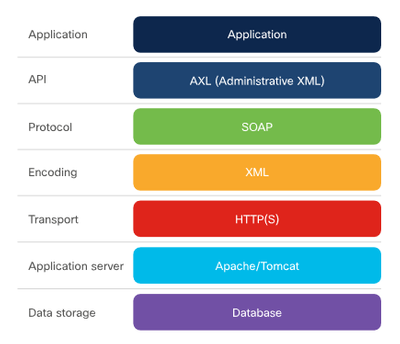 Application Application
API AXL (Administrative XML)
Protocol SOAP
Encoding XML
Transport HTTP(S)
Application server Apache/Tomcat
Data storage Database